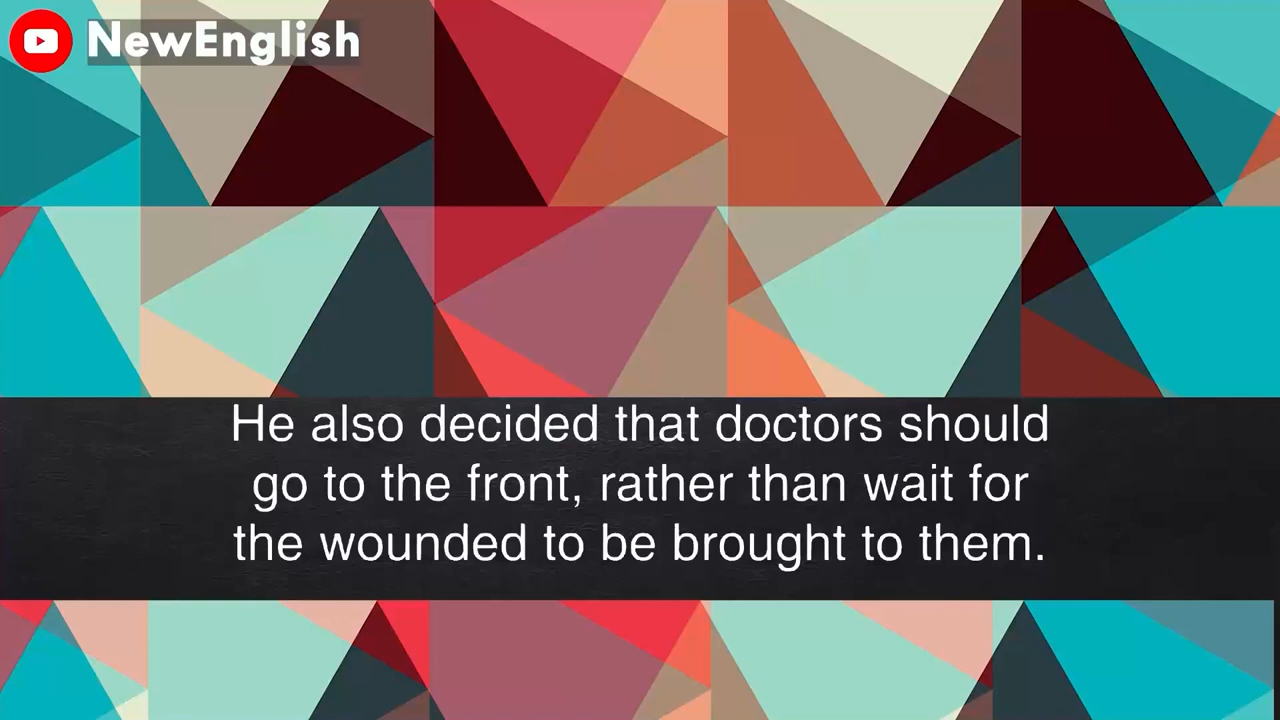 NewEnglish
He also decided that doctors should
go to the front, rather than wait for
the wounded to be brought to them.